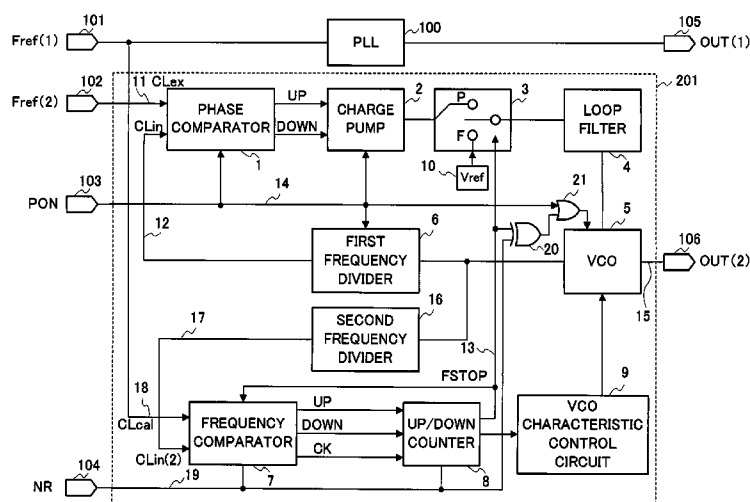 101
Fref(1)
100
PLL
105
OUT(1)
102
Fref(2)
11
CLex
CLin
PHASE
COMPARATOR
1
UP
DOWN
2
CHARGE
PUMP
P
F
3
10
Vref
LOOP
FILTER
4
201
103
PON
14
12
21
20
5
VCO
106
OUT(2)
15
6
FIRST
FREQUENCY
DIVIDER
16
SECOND
FREQUENCY
DIVIDER
17
13
FSTOP
18
CLcal
CLin(2)
FREQUENCY
COMPARATOR
7
UP
DOWN
CK
UP/DOWN
COUNTER
8
9
VCO
CHARACTERISTIC
CONTROL
CIRCUIT
104
NR
19